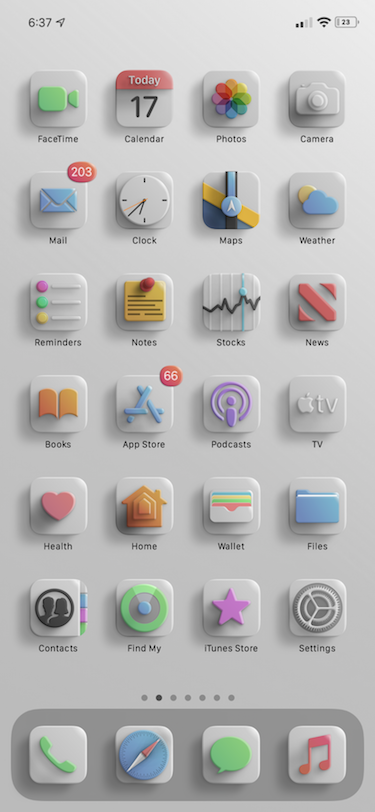 6:37
23
Today
17
FaceTime
Calendar
Photos
Camera
203
Mail
Clock
Maps
Weather
Reminders
Notes
Stocks
News
66
tv
Books
App Store
Podcasts
TV
Health
Home
Wallet
Files
Contacts
Find My
iTunes Store
Settings